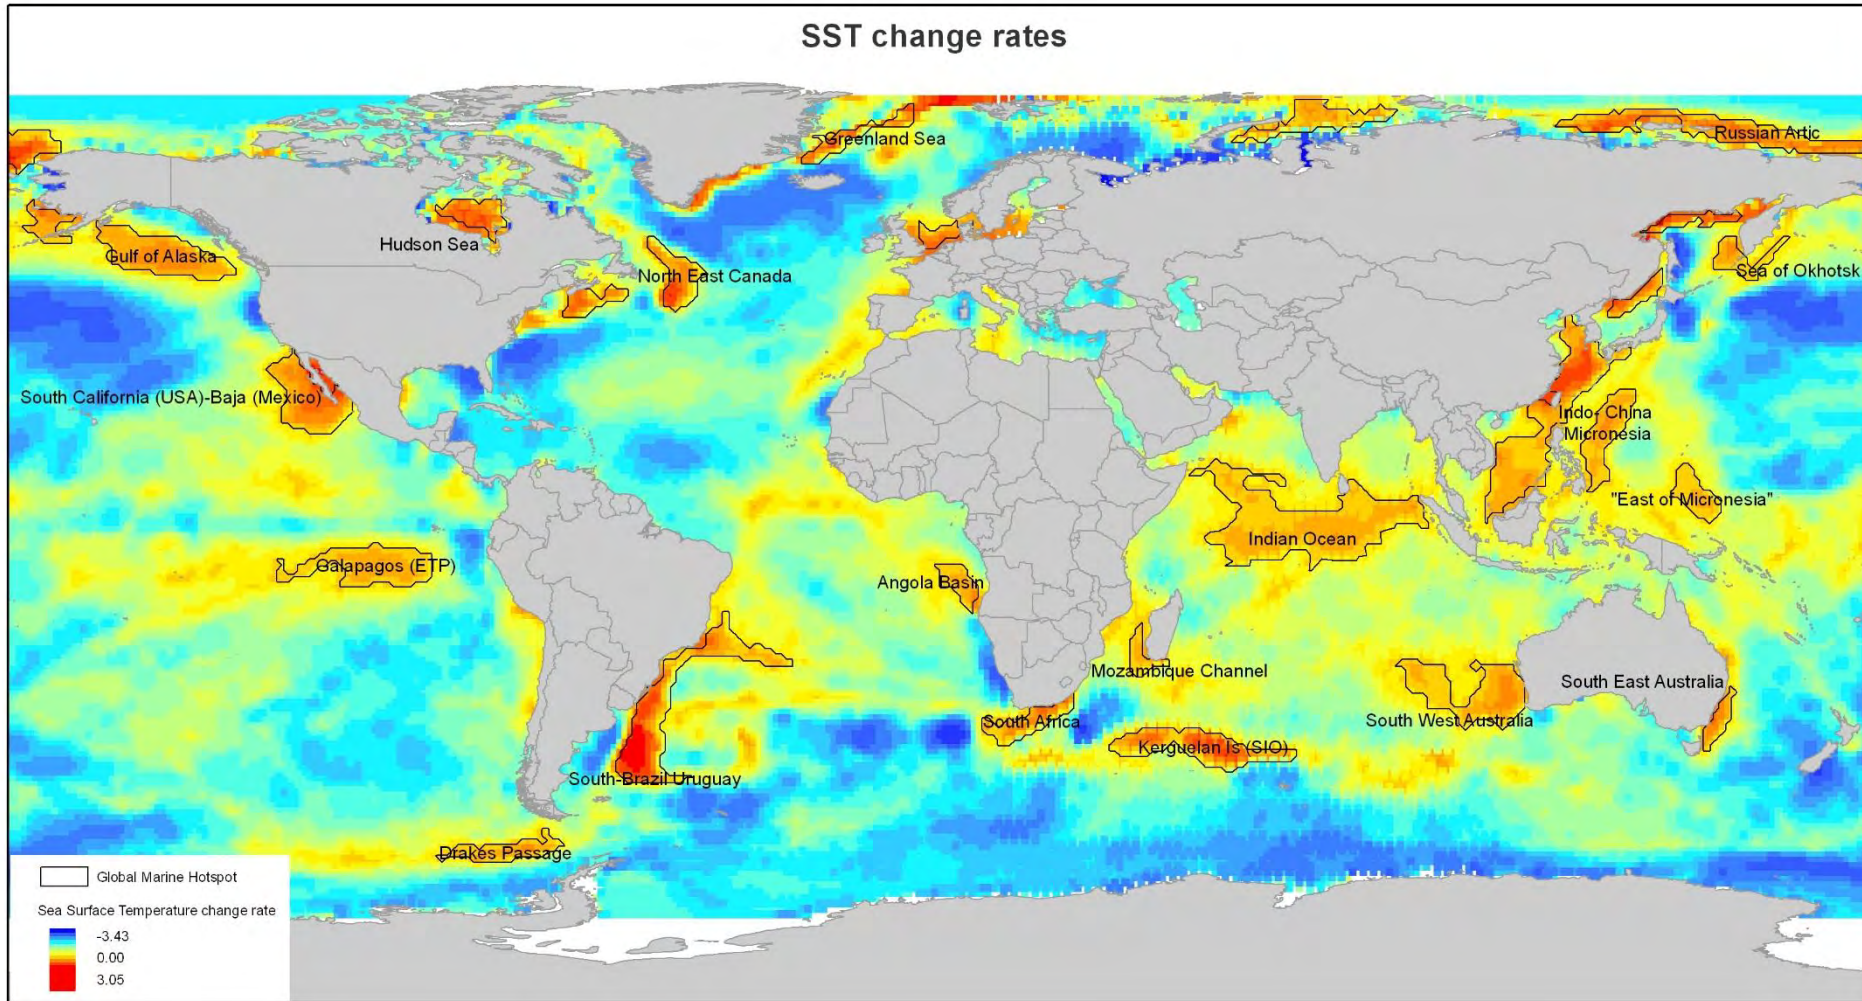 SST change rates
Greenland Sea
Russian Artic
Hudson Sea
Gulf of Alaska
North East Canada
Sea of Okhotsk
South California (USA)-Baja (Mexico)
Indo- China
Micronesia
"East of Micronesia"
Indian Ocean
Galapagos (ETP)
Angola Basin
Mozambique Channel
South East Australia
South Africa
South West Australia
Kerguelan Is (SIO)
South-Brazil Uruguay
Drakes Passage
Global Marine Hotspot
Sea Surface Temperature change rate
-3.43
0.00
3.05